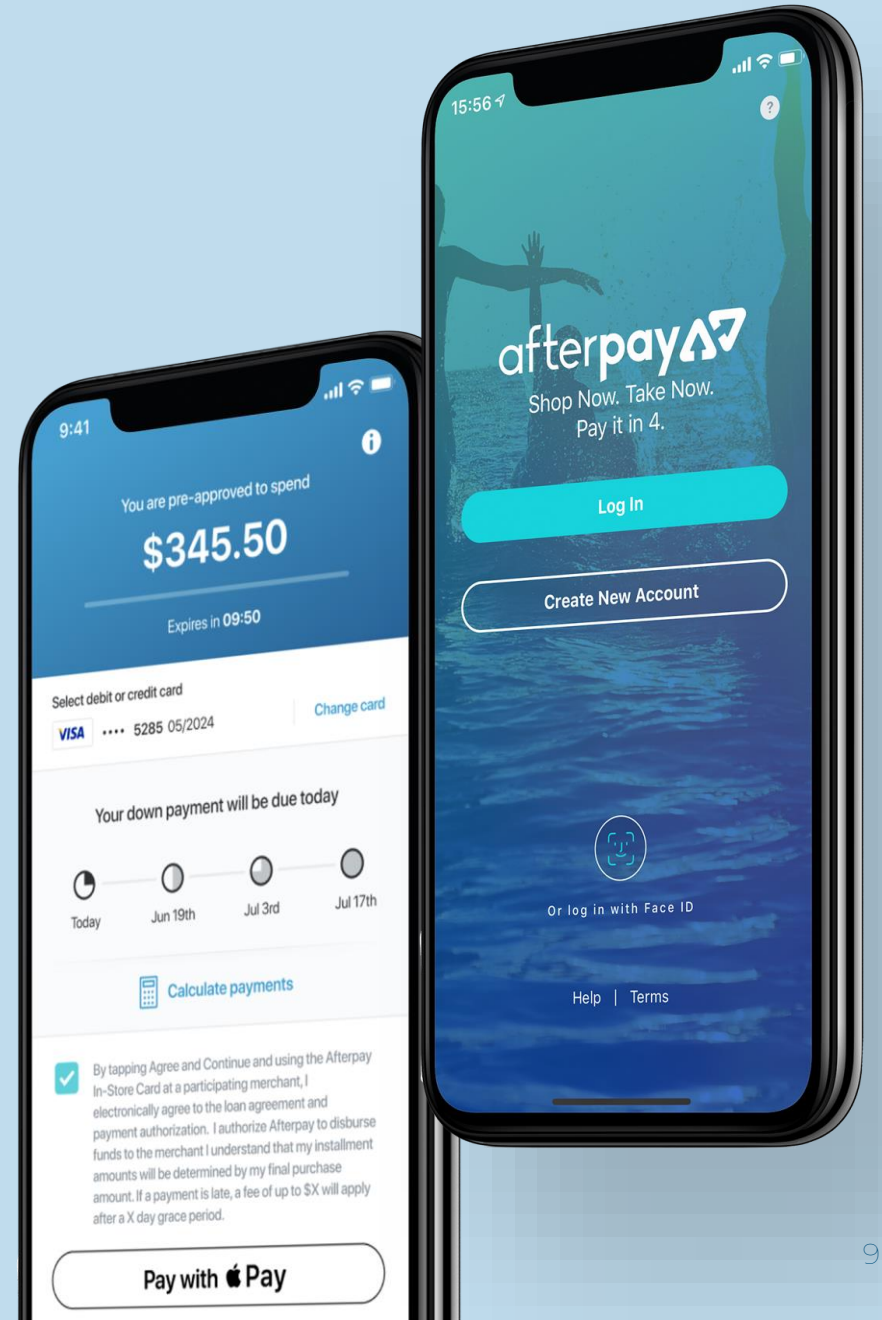 15:56
?
afterpay
Shop Now. Take Now.
Pay it in 4.
Log In
Create New Account
Or log in with Face ID
Help | Terms
9:41
i
You are pre-approved to spend
$345.50
Expires in 09:50
Select debit or credit card
VISA •••• 5285 05/2024
Change card
Your down payment will be due today
Today
Jun 19th
Jul 3rd
Jul 17th
Calculate payments
By tapping Agree and Continue and using the Afterpay
In-Store Card at a participating merchant, I
electronically agree to the loan agreement and
payment authorization. I authorize Afterpay to disburse
funds to the merchant I understand that my installment
amounts will be determined by my final purchase
amount. If a payment is late, a fee of up to $X will apply
after a X day grace period.
Pay with Pay
9